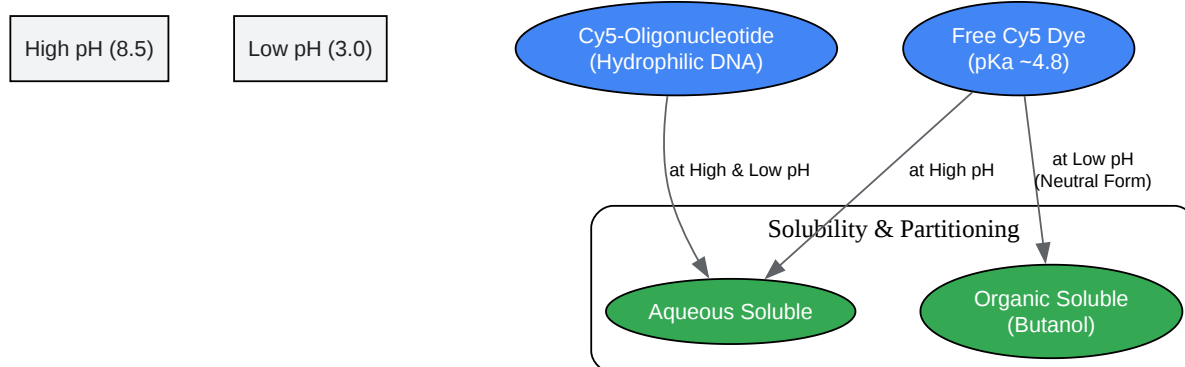 High pH (8.5)
Low pH (3.0)
Cy5-Oligonucleotide
(Hydrophilic DNA)
Free Cy5 Dye
(pKa ~4.8)
at High & Low pH
at High pH
at Low pH
(Neutral Form)
Solubility & Partitioning
Aqueous Soluble
Organic Soluble
(Butanol)